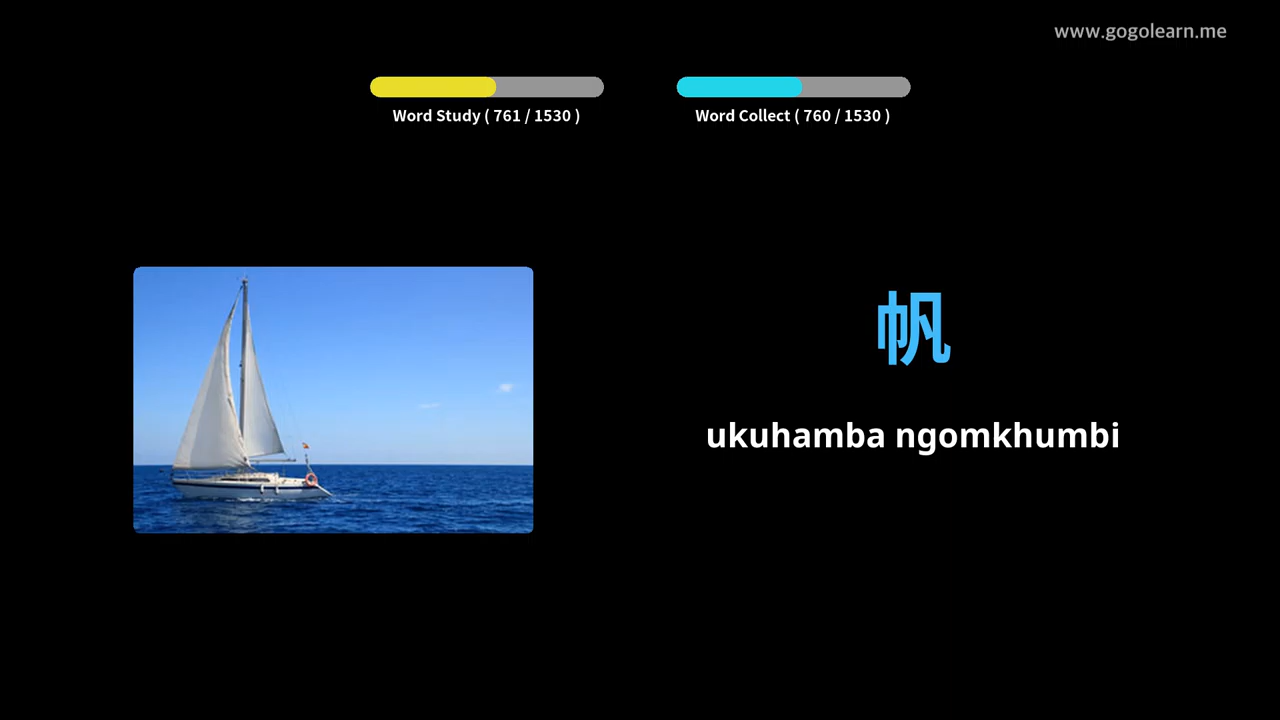 www.gogolearn.me
Word Study ( 761 / 1530 )
Word Collect ( 760 / 1530 )
帆
ukuhamba ngomkhumbi